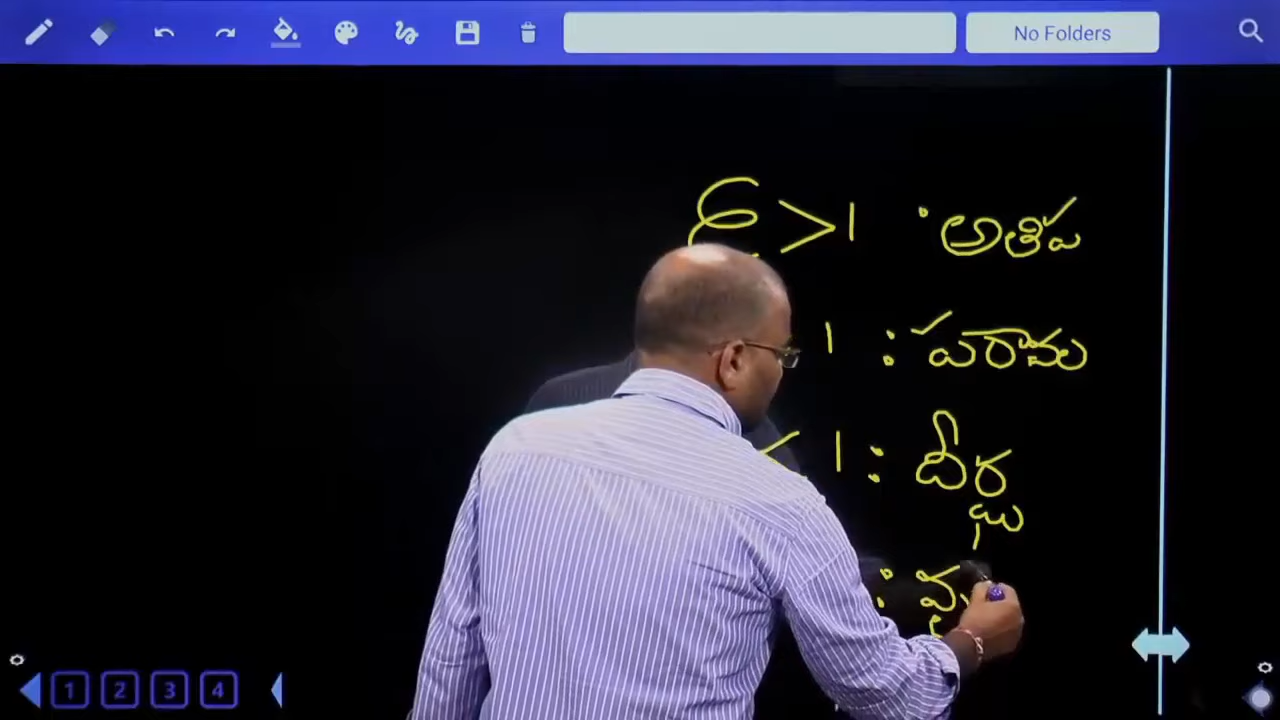 No Folders
e > 1 : అతిప
1 : పరావల
< 1 : దీర్ఘ
: వృ
1 2 3 4